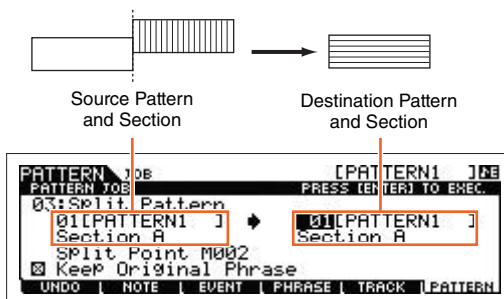 Source Pattern
and Section
Destination Pattern
and Section
PATTERN JOB [PATTERN1 ]
PATTERN JOB PRESS [ENTER] TO EXEC.
03:Split Pattern
01[PATTERN1 ] ➔ 01[PATTERN1 ]
Section A Section A
Split Point M002
☒ Keep Original Phrase
UNDO NOTE EVENT PHRASE TRACK PATTERN